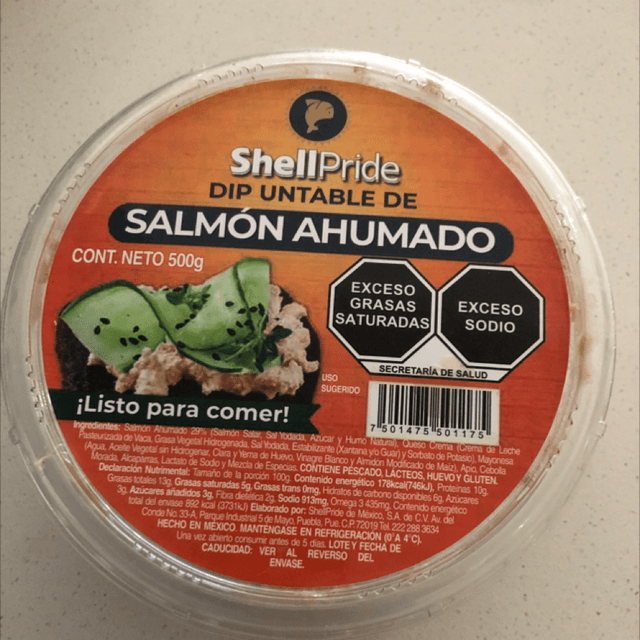 ShellPride
DIP UNTABLE DE
SALMÓN AHUMADO
CONT. NETO 500g
EXCESO
GRASAS
SATURADAS
EXCESO
SODIO
SECRETARÍA DE SALUD
USO
SUGERIDO
¡Listo para comer!
7 501475 501175
Ingredientes: Salmón Ahumado 29% (Salmón Salar, Sal Yodada, Azúcar y Humo Natural), Queso Crema (Crema de Leche
Pasteurizada de Vaca, Grasa Vegetal Hidrogenada, Sal Yodada, Estabilizante (Xantana y/o Guar) y Sorbato de Potasio), Mayonesa
(Agua, Aceite Vegetal sin Hidrogenar, Clara y Yema de Huevo, Vinagre Blanco y Almidón Modificado de Maíz), Apio, Cebolla
Morada, Alcaparras, Lactato de Sodio y Mezcla de Especias. CONTIENE PESCADO, LÁCTEOS, HUEVO Y GLUTEN.
Declaración Nutrimental: Tamaño de la porción 100g. Contenido energético 178kcal(746kJ), Proteínas 10g,
Grasas totales 13g, Grasas saturadas 5g, Grasas trans 0mg, Hidratos de carbono disponibles 6g, Azúcares
3g, Azúcares añadidos 3g, Fibra dietética 2g, Sodio 913mg, Omega 3 435mg. Contenido energético
total del envase 892 kcal (3731kJ) Elaborado por: ShellPride de México, S.A. de C.V. Av. del
Conde No. 33-A, Parque Industrial 5 de Mayo, Puebla, Pue. C.P 72019 Tel. 222 288 3634
HECHO EN MÉXICO MANTÉNGASE EN REFRIGERACIÓN (0°A 4°C).
Una vez abierto consumir antes de 5 días. LOTE Y FECHA DE
CADUCIDAD: VER AL REVERSO DEL
ENVASE.